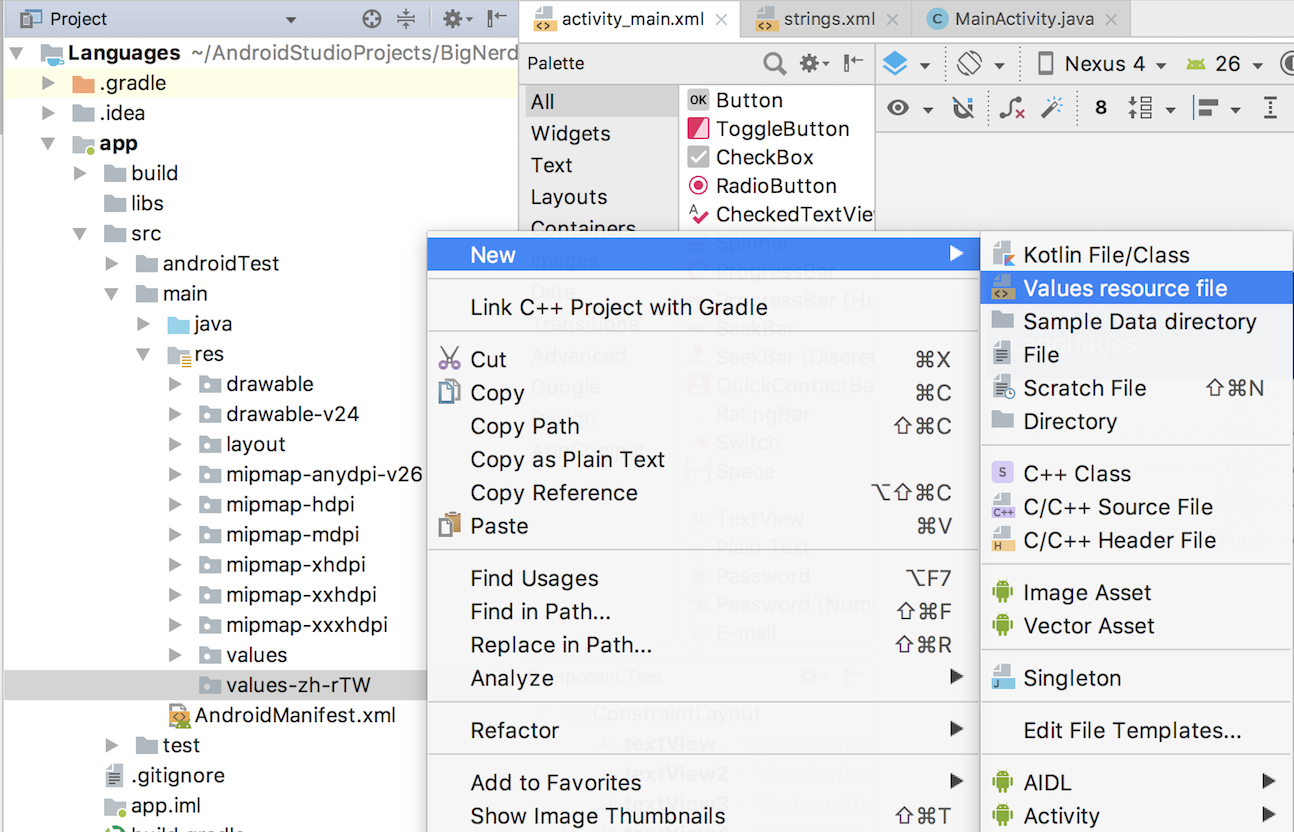 Project
Languages ~/AndroidStudioProjects/BigNerd
.gradle
.idea
app
build
libs
src
androidTest
main
java
res
drawable
drawable-v24
layout
mipmap-anydpi-v26
mipmap-hdpi
mipmap-mdpi
mipmap-xhdpi
mipmap-xxhdpi
mipmap-xxxhdpi
values
values-zh-rTW
AndroidManifest.xml
test
.gitignore
app.iml
build.gradle
activity_main.xml
strings.xml
C MainActivity.java
Palette
Nexus 4
26
8
All
Widgets
Text
Layouts
Containers
OK Button
ToggleButton
CheckBox
RadioButton
CheckedTextVie
New
Link C++ Project with Gradle
Cut ⌘X
Copy ⌘C
Copy Path ⇧⌘C
Copy as Plain Text
Copy Reference ⌥⇧⌘C
Paste ⌘V
Find Usages ⌥F7
Find in Path... ⇧⌘F
Replace in Path... ⇧⌘R
Analyze
Refactor
Add to Favorites
Show Image Thumbnails ⇧⌘T
Kotlin File/Class
Values resource file
Sample Data directory
File
Scratch File ⇧⌘N
Directory
S C++ Class
C++ C/C++ Source File
H C/C++ Header File
Image Asset
Vector Asset
J Singleton
Edit File Templates...
AIDL
Activity